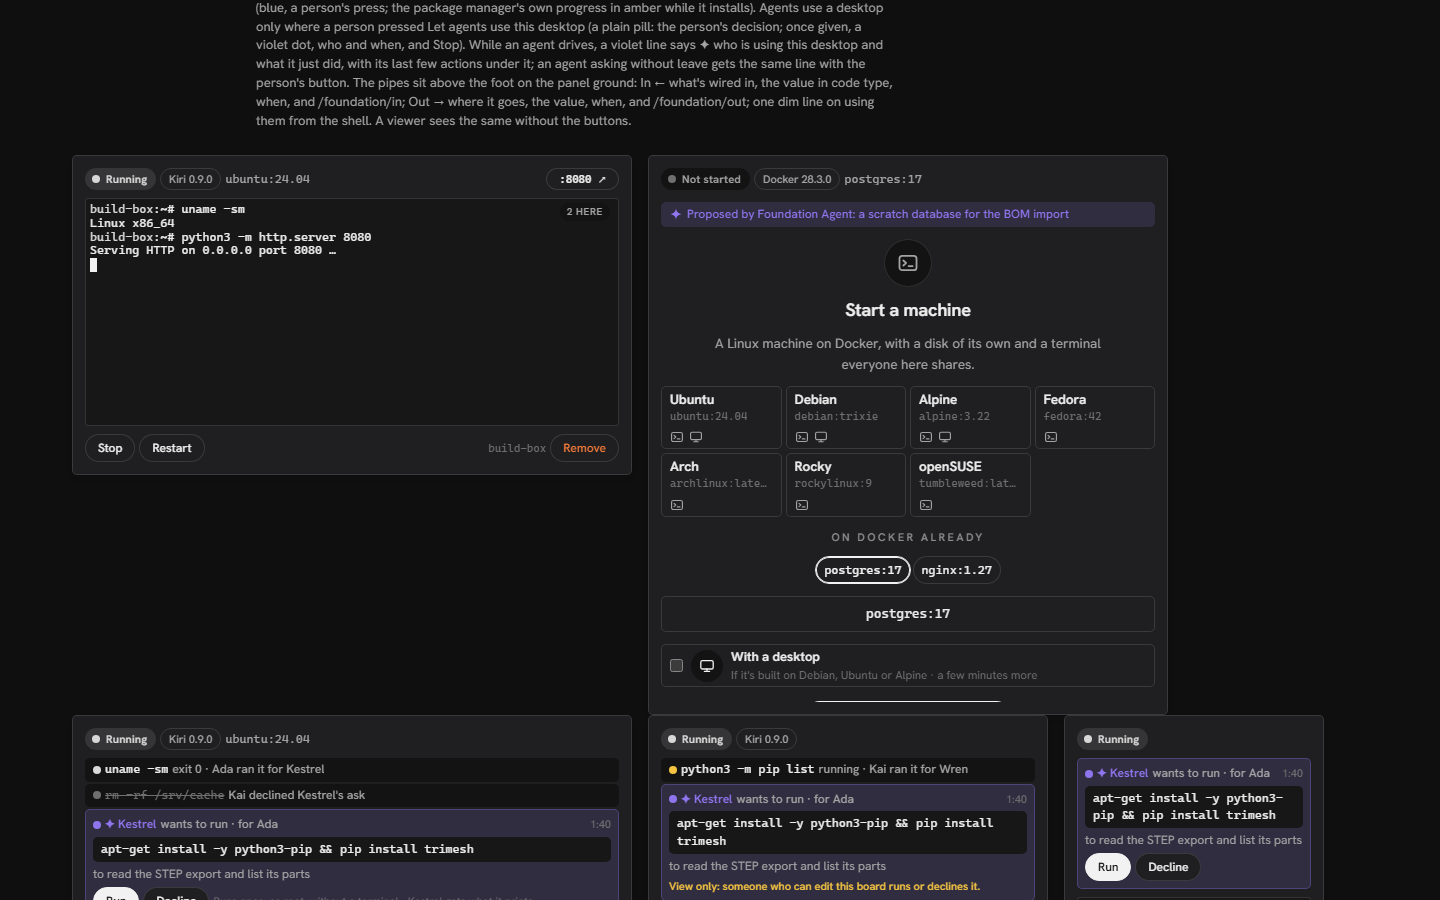 (blue, a person's press; the package manager's own progress in amber while it installs). Agents use a desktop
only where a person pressed Let agents use this desktop (a plain pill: the person's decision; once given, a
violet dot, who and when, and Stop). While an agent drives, a violet line says ✦ who is using this desktop and
what it just did, with its last few actions under it; an agent asking without leave gets the same line with the
person's button. The pipes sit above the foot on the panel ground: In ← what's wired in, the value in code type,
when, and /foundation/in; Out → where it goes, the value, when, and /foundation/out; one dim line on using
them from the shell. A viewer sees the same without the buttons.
Running Kiri 0.9.0 ubuntu:24.04 :8080 ↗
build-box:~# uname -sm
2 HERE
Linux x86_64
build-box:~# python3 -m http.server 8080
Serving HTTP on 0.0.0.0 port 8080 …
Stop Restart build-box Remove
Not started Docker 28.3.0 postgres:17
✦ Proposed by Foundation Agent: a scratch database for the BOM import
Start a machine
A Linux machine on Docker, with a disk of its own and a terminal
everyone here shares.
Ubuntu Debian Alpine Fedora
ubuntu:24.04 debian:trixie alpine:3.22 fedora:42
Arch Rocky openSUSE
archlinux:late… rockylinux:9 tumbleweed:lat…
ON DOCKER ALREADY
postgres:17 nginx:1.27
postgres:17
With a desktop
If it's built on Debian, Ubuntu or Alpine · a few minutes more
Running Kiri 0.9.0 ubuntu:24.04
uname -sm exit 0 · Ada ran it for Kestrel
rm -rf /srv/cache Kai declined Kestrel's ask
✦ Kestrel wants to run · for Ada 1:40
apt-get install -y python3-pip && pip install trimesh
to read the STEP export and list its parts
Run Decline
Running Kiri 0.9.0
python3 -m pip list running · Kai ran it for Wren
✦ Kestrel wants to run · for Ada 1:40
apt-get install -y python3-pip && pip install
trimesh
to read the STEP export and list its parts
View only: someone who can edit this board runs or declines it.
Running
✦ Kestrel wants to run · for Ada 1:40
apt-get install -y python3-
pip && pip install trimesh
to read the STEP export and list its parts
Run Decline